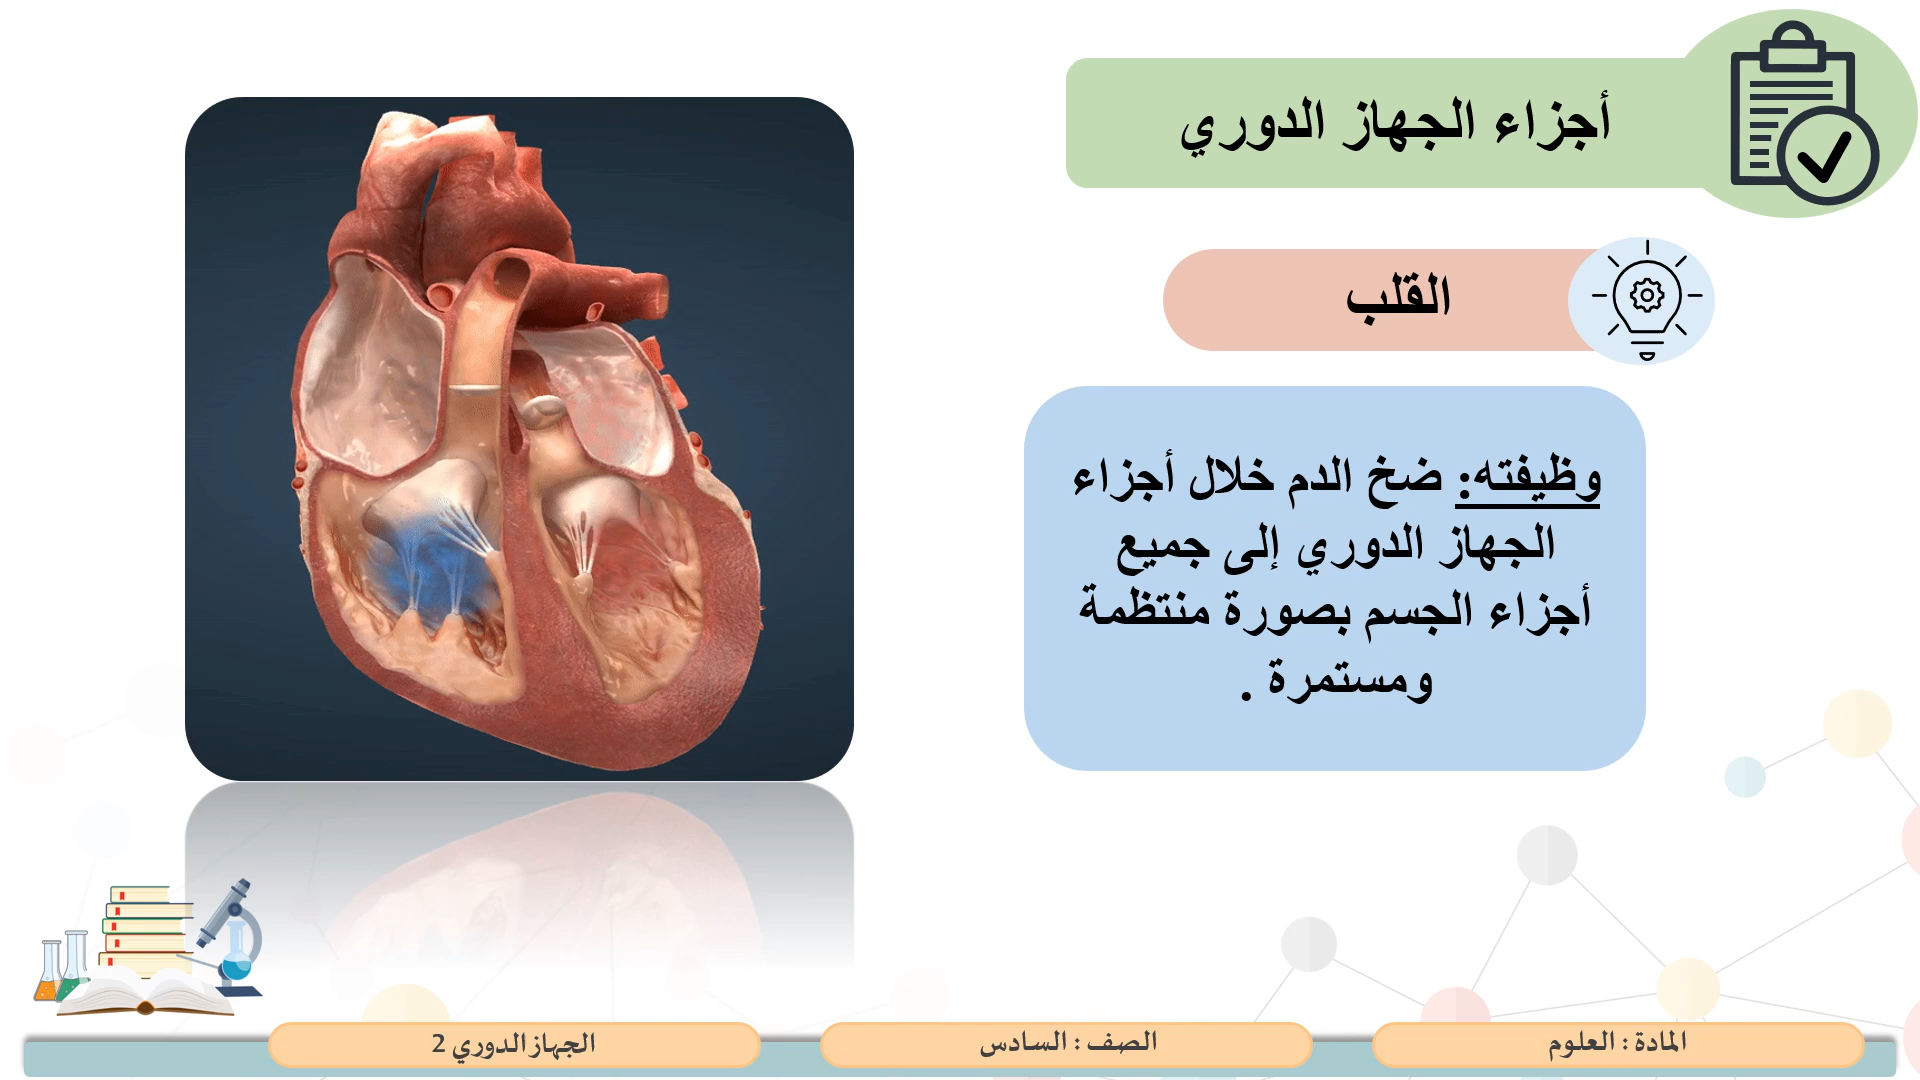 أجزاء الجهاز الدوري
القلب
وظيفته: ضخ الدم خلال أجزاء
الجهاز الدوري إلى جميع
أجزاء الجسم بصورة منتظمة
ومستمرة .
المادة : العلوم
الصف : السادس
الجهاز الدوري 2